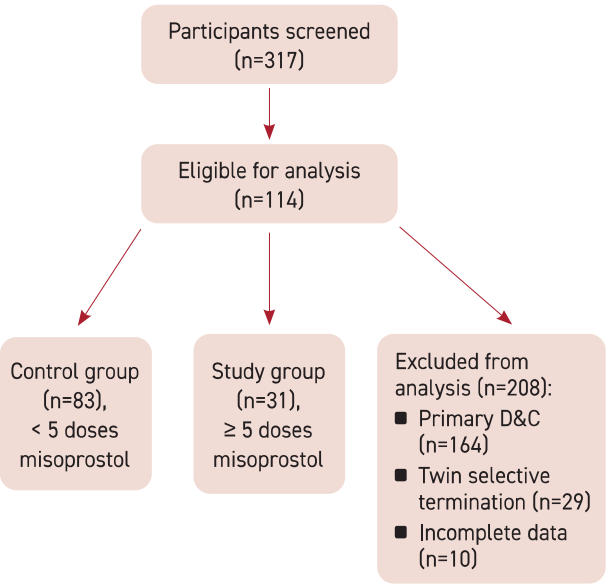 Participants screened
(n=317)
Eligible for analysis
(n=114)
Control group
(n=83),
< 5 doses
misoprostol
Study group
(n=31),
≥ 5 doses
misoprostol
Excluded from
analysis (n=208):
■ Primary D&C
(n=164)
■ Twin selective
termination (n=29)
■ Incomplete data
(n=10)